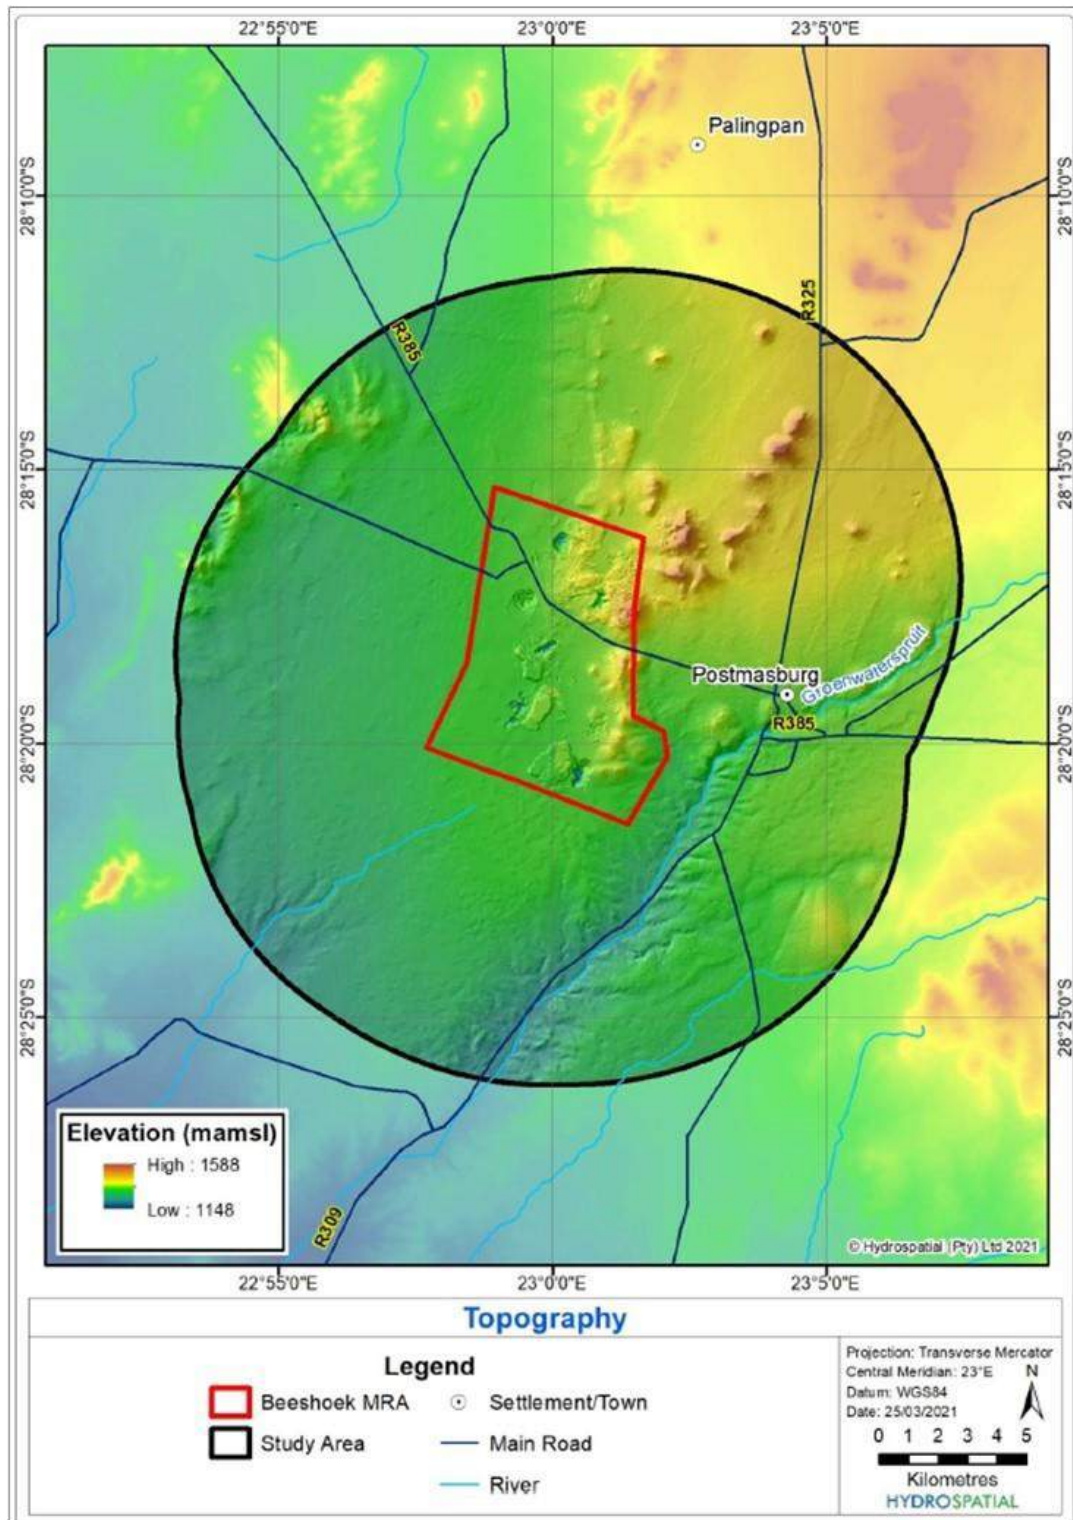 22°55'0"E
23°0'0"E
23°5'0"E
Palingpan
28°10'0"S
28°10'0"S
R325
R385
28°15'0"S
28°15'0"S
Groenwaterspruit
Postmasburg
R385
28°20'0"S
28°20'0"S
28°25'0"S
28°25'0"S
Elevation (mamsl)
High : 1588
Low : 1148
R309
© Hydrospatial (Pty) Ltd 2021
22°55'0"E
23°0'0"E
23°5'0"E
Topography
Legend
Beeshoek MRA
Settlement/Town
Study Area
Main Road
River
Projection: Transverse Mercator
Central Meridian: 23°E
N
Datum: WGS84
Date: 25/03/2021
0 1 2 3 4 5
Kilometres
HYDROSPATIAL